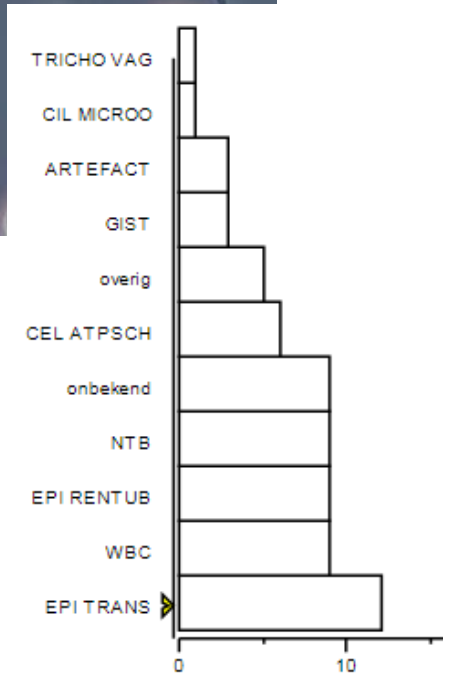 TRICHO VAG
CIL MICROO
ARTEFACT
GIST
overig
CEL ATPSCH
onbekend
NTB
EPI RENTUB
WBC
EPI TRANS
0 10